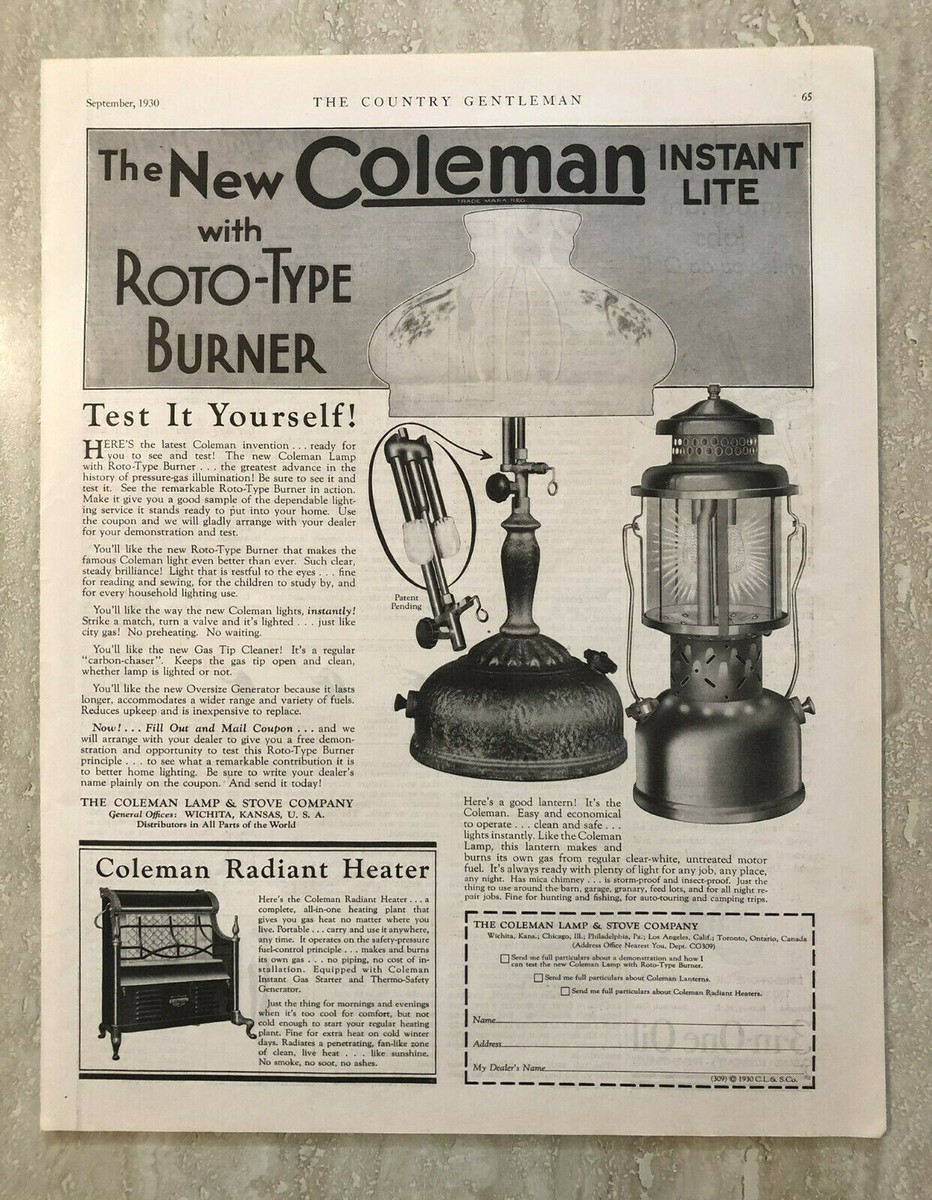 September, 1930
THE COUNTRY GENTLEMAN
65
The New Coleman INSTANT LITE
TRADE MARK REG.
with
ROTO-TYPE
BURNER
Test It Yourself!
HERE'S the latest Coleman invention . . . ready for
you to see and test! The new Coleman Lamp
with Roto-Type Burner . . . the greatest advance in the
history of pressure-gas illumination! Be sure to see it and
test it. See the remarkable Roto-Type Burner in action.
Make it give you a good sample of the dependable light-
ing service it stands ready to put into your home. Use
the coupon and we will gladly arrange with your dealer
for your demonstration and test.
You'll like the new Roto-Type Burner that makes the
famous Coleman light even better than ever. Such clear,
steady brilliance! Light that is restful to the eyes . . . fine
for reading and sewing, for the children to study by, and
for every household lighting use.
You'll like the way the new Coleman lights, instantly!
Strike a match, turn a valve and it's lighted . . . just like
city gas! No preheating. No waiting.
You'll like the new Gas Tip Cleaner! It's a regular
"carbon-chaser". Keeps the gas tip open and clean,
whether lamp is lighted or not.
You'll like the new Oversize Generator because it lasts
longer, accommodates a wider range and variety of fuels.
Reduces upkeep and is inexpensive to replace.
Now! . . . Fill Out and Mail Coupon . . . and we
will arrange with your dealer to give you a free demon-
stration and opportunity to test this Roto-Type Burner
principle . . . to see what a remarkable contribution it is
to better home lighting. Be sure to write your dealer's
name plainly on the coupon. And send it today!
THE COLEMAN LAMP & STOVE COMPANY
General Offices: WICHITA, KANSAS, U. S. A.
Distributors in All Parts of the World
Patent
Pending
Coleman Radiant Heater
Here's the Coleman Radiant Heater . . . a
complete, all-in-one heating plant that
gives you gas heat no matter where you
live. Portable . . . carry and use it anywhere,
any time. It operates on the safety-pressure
fuel-control principle . . . makes and burns
its own gas . . . no piping, no cost of in-
stallation. Equipped with Coleman
Instant Gas Starter and Thermo-Safety
Generator.
Just the thing for mornings and evenings
when it's too cool for comfort, but not
cold enough to start your regular heating
plant. Fine for extra heat on cold winter
days. Radiates a penetrating, fan-like zone
of clean, live heat . . . like sunshine.
No smoke, no soot, no ashes.
Here's a good lantern! It's the
Coleman. Easy and economical
to operate . . . clean and safe . . .
lights instantly. Like the Coleman
Lamp, this lantern makes and
burns its own gas from regular clear-white, untreated motor
fuel. It's always ready with plenty of light for any job, any place,
any night. Has mica chimney . . . is storm-proof and insect-proof. Just the
thing to use around the barn, garage, granary, feed lots, and for all night re-
pair jobs. Fine for hunting and fishing, for auto-touring and camping trips.
THE COLEMAN LAMP & STOVE COMPANY
Wichita, Kans.; Chicago, Ill.; Philadelphia, Pa.; Los Angeles, Calif.; Toronto, Ontario, Canada
(Address Office Nearest You, Dept. CG309)
Send me full particulars about a demonstration and how I
can test the new Coleman Lamp with Roto-Type Burner.
Send me full particulars about Coleman Lanterns.
Send me full particulars about Coleman Radiant Heaters.
Name
Address
My Dealer's Name
(309) © 1930 C.L.& S.Co.